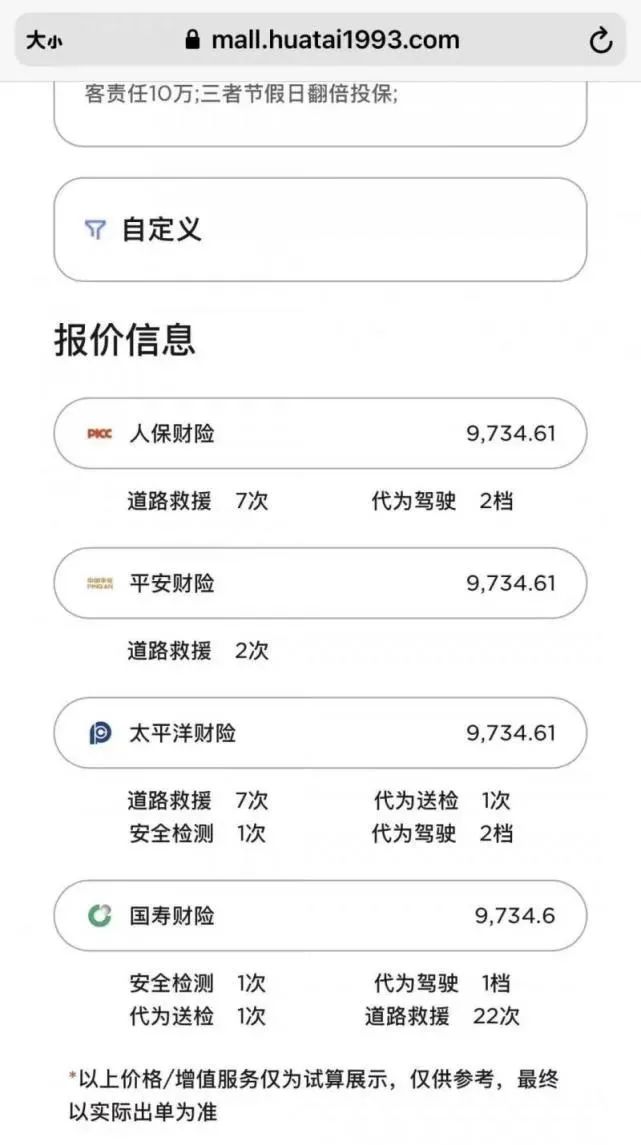 大小 mall.huatai1993.com
客责任10万;三者节假日翻倍投保;
自定义
报价信息
PICC 人保财险 9,734.61
道路救援 7次 代为驾驶 2档
中国平安 PING AN 平安财险 9,734.61
道路救援 2次
太平洋财险 9,734.61
道路救援 7次 代为送检 1次
安全检测 1次 代为驾驶 2档
国寿财险 9,734.6
安全检测 1次 代为驾驶 1档
代为送检 1次 道路救援 22次
*以上价格/增值服务仅为试算展示，仅供参考，最终
以实际出单为准